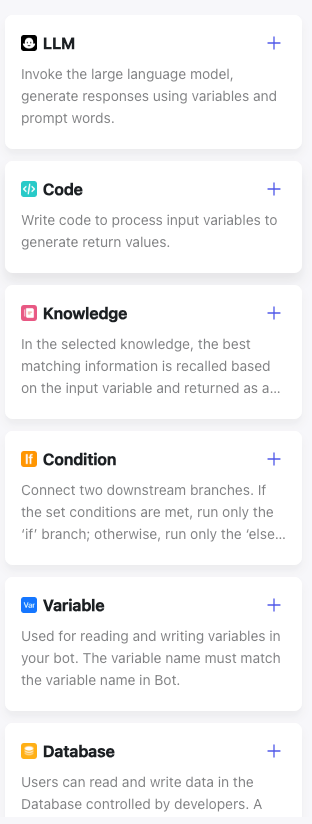 LLM
Invoke the large language model,
generate responses using variables and
prompt words.
</> Code
Write code to process input variables to
generate return values.
Knowledge
In the selected knowledge, the best
matching information is recalled based
on the input variable and returned as a...
If Condition
Connect two downstream branches. If
the set conditions are met, run only the
‘if’ branch; otherwise, run only the ‘else...
Var Variable
Used for reading and writing variables in
your bot. The variable name must match
the variable name in Bot.
Database
Users can read and write data in the
Database controlled by developers. A